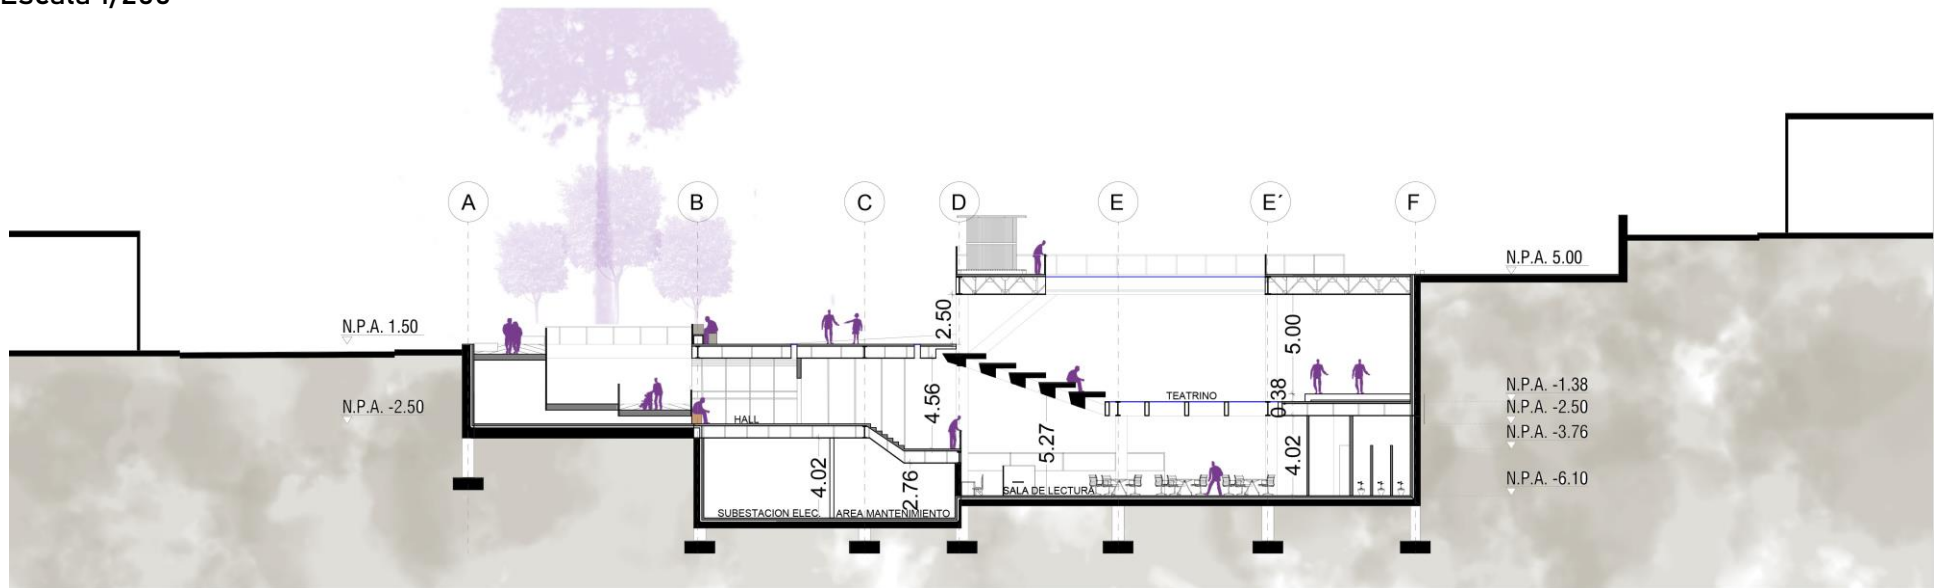 Escala 1/200
A
B
C
D
E
E´
F
N.P.A. 5.00
N.P.A. 1.50
2.50
5.00
N.P.A. -1.38
TEATRINO
0.38
N.P.A. -2.50
N.P.A. -2.50
4.56
HALL
N.P.A. -3.76
5.27
4.02
4.02
2.76
N.P.A. -6.10
SALA DE LECTURA
SUBESTACION ELEC.
AREA MANTENIMIENTO